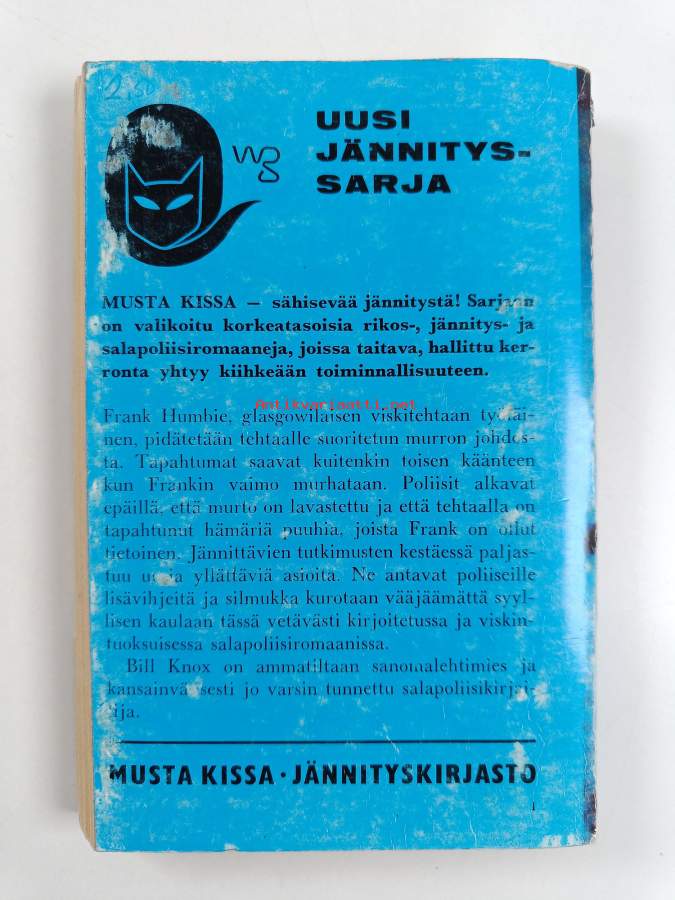 2.50
WS
UUSI
JÄNNITYS-
SARJA
MUSTA KISSA — sähisevää jännitystä! Sarjaan
on valikoitu korkeatasoisia rikos-, jännitys- ja
salapoliisiromaaneja, joissa taitava, hallittu ker-
ronta yhtyy kiihkeään toiminnallisuuteen.
Antikvariaatti.net
Frank Humbie, glasgowilaisen viskitehtaan työläi-
nen, pidätetään tehtaalle suoritetun murron johdos-
ta. Tapahtumat saavat kuitenkin toisen käänteen
kun Frankin vaimo murhataan. Poliisit alkavat
epäillä, että murto on lavastettu ja että tehtaalla on
tapahtunut hämäriä puuhia, joista Frank on ollut
tietoinen. Jännittävien tutkimusten kestäessä paljas-
tuu uusia yllättäviä asioita. Ne antavat poliiseille
lisävihjeitä ja silmukka kurotaan vääjäämättä syyl-
lisen kaulaan tässä vetävästi kirjoitetussa ja viskin-
tuoksuisessa salapoliisiromaanissa.
Bill Knox on ammatiltaan sanomalehtimies ja
kansainvälisesti jo varsin tunnettu salapoliisikirjai-
lija.
MUSTA KISSA · JÄNNITYSKIRJASTO